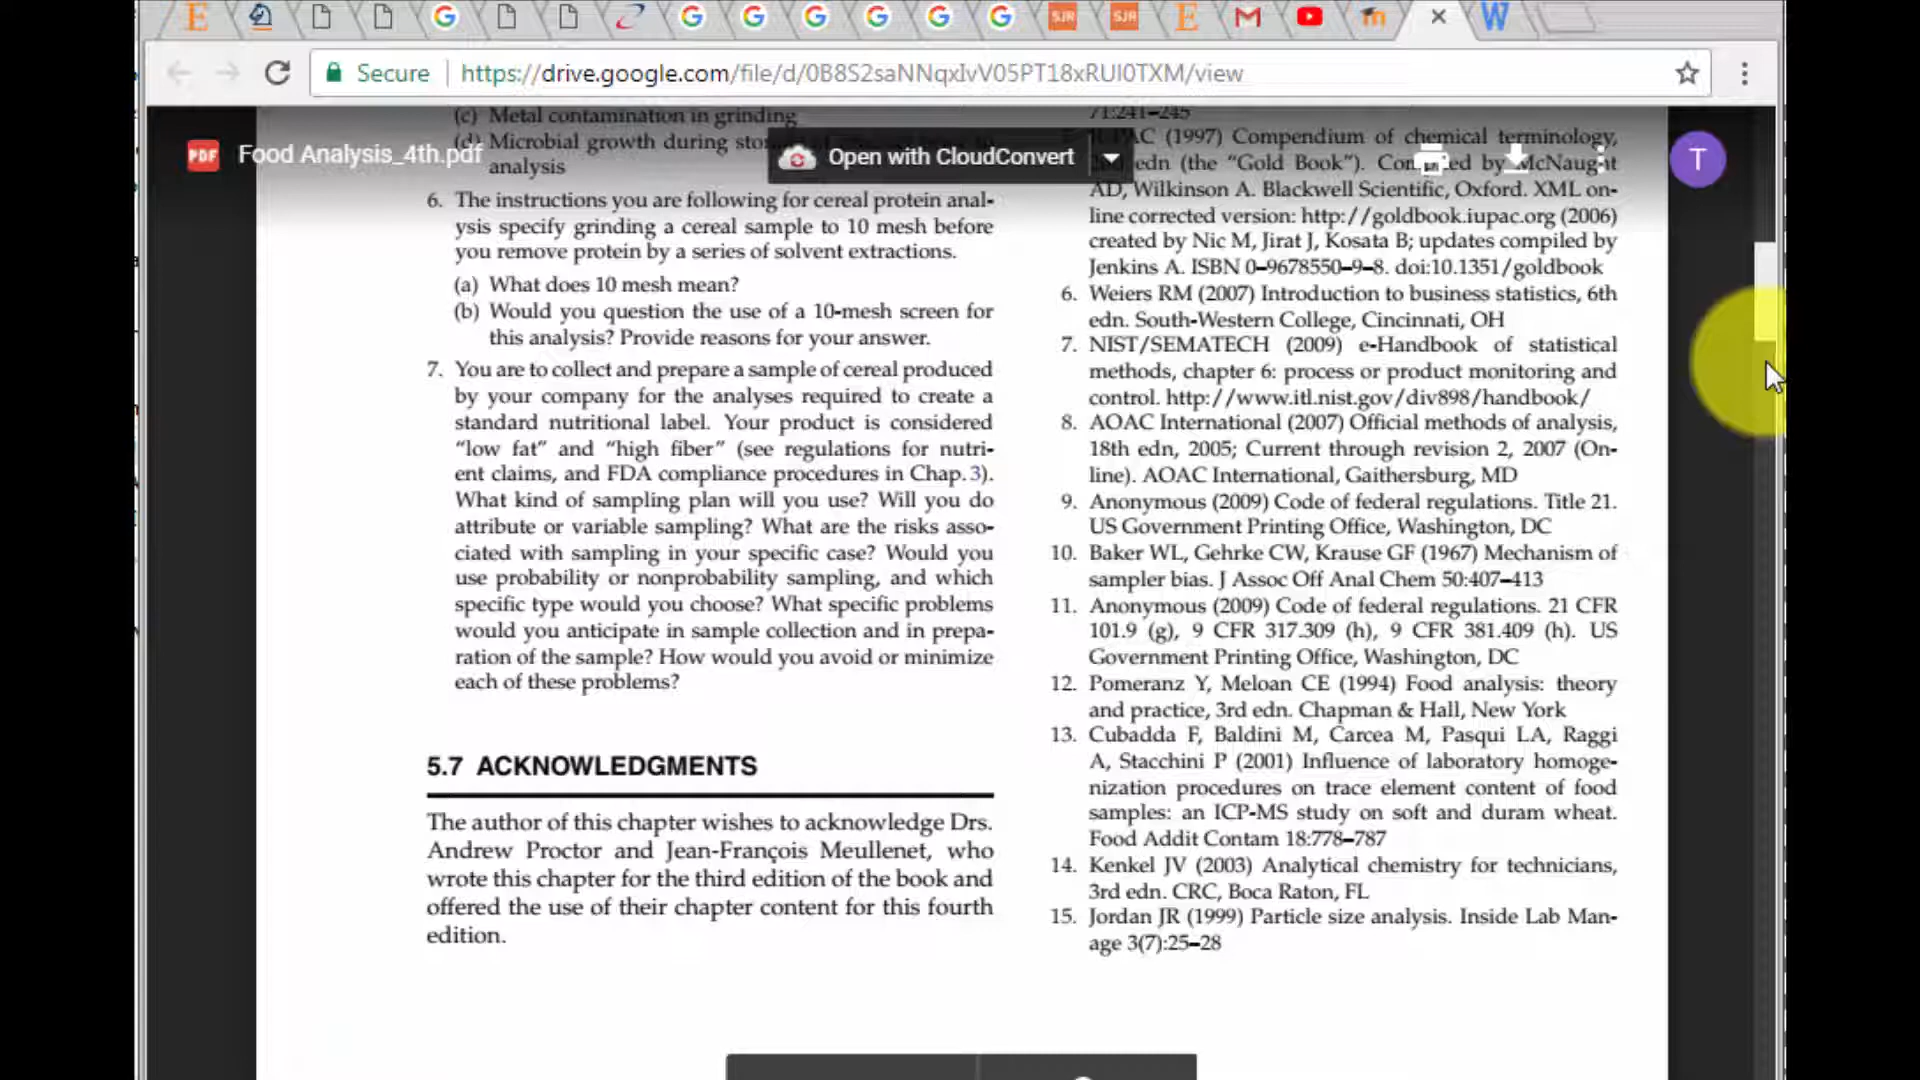 Secure https://drive.google.com/file/d/0B8S2saNNqxIvV05PT18xRUI0TXM/view
PDF Food Analysis_4th.pdf
Open with CloudConvert
T
(c) Metal contamination in grinding
(d) Microbial growth during
analysis
6. The instructions you are following for cereal protein anal-
ysis specify grinding a cereal sample to 10 mesh before
you remove protein by a series of solvent extractions.
(a) What does 10 mesh mean?
(b) Would you question the use of a 10-mesh screen for
this analysis? Provide reasons for your answer.
7. You are to collect and prepare a sample of cereal produced
by your company for the analyses required to create a
standard nutritional label. Your product is considered
“low fat” and “high fiber” (see regulations for nutri-
ent claims, and FDA compliance procedures in Chap. 3).
What kind of sampling plan will you use? Will you do
attribute or variable sampling? What are the risks asso-
ciated with sampling in your specific case? Would you
use probability or nonprobability sampling, and which
specific type would you choose? What specific problems
would you anticipate in sample collection and in prepa-
ration of the sample? How would you avoid or minimize
each of these problems?
5.7 ACKNOWLEDGMENTS
The author of this chapter wishes to acknowledge Drs.
Andrew Proctor and Jean-François Meullenet, who
wrote this chapter for the third edition of the book and
offered the use of their chapter content for this fourth
edition.
71:241–245
(1997) Compendium of chemical terminology,
edn (the “Gold Book”). by McNaught
AD, Wilkinson A. Blackwell Scientific, Oxford. XML on-
line corrected version: http://goldbook.iupac.org (2006)
created by Nic M, Jirat J, Kosata B; updates compiled by
Jenkins A. ISBN 0–9678550–9–8. doi:10.1351/goldbook
6. Weiers RM (2007) Introduction to business statistics, 6th
edn. South-Western College, Cincinnati, OH
7. NIST/SEMATECH (2009) e-Handbook of statistical
methods, chapter 6: process or product monitoring and
control. http://www.itl.nist.gov/div898/handbook/
8. AOAC International (2007) Official methods of analysis,
18th edn, 2005; Current through revision 2, 2007 (On-
line). AOAC International, Gaithersburg, MD
9. Anonymous (2009) Code of federal regulations. Title 21.
US Government Printing Office, Washington, DC
10. Baker WL, Gehrke CW, Krause GF (1967) Mechanism of
sampler bias. J Assoc Off Anal Chem 50:407–413
11. Anonymous (2009) Code of federal regulations. 21 CFR
101.9 (g), 9 CFR 317.309 (h), 9 CFR 381.409 (h). US
Government Printing Office, Washington, DC
12. Pomeranz Y, Meloan CE (1994) Food analysis: theory
and practice, 3rd edn. Chapman & Hall, New York
13. Cubadda F, Baldini M, Carcea M, Pasqui LA, Raggi
A, Stacchini P (2001) Influence of laboratory homoge-
nization procedures on trace element content of food
samples: an ICP-MS study on soft and duram wheat.
Food Addit Contam 18:778–787
14. Kenkel JV (2003) Analytical chemistry for technicians,
3rd edn. CRC, Boca Raton, FL
15. Jordan JR (1999) Particle size analysis. Inside Lab Man-
age 3(7):25–28